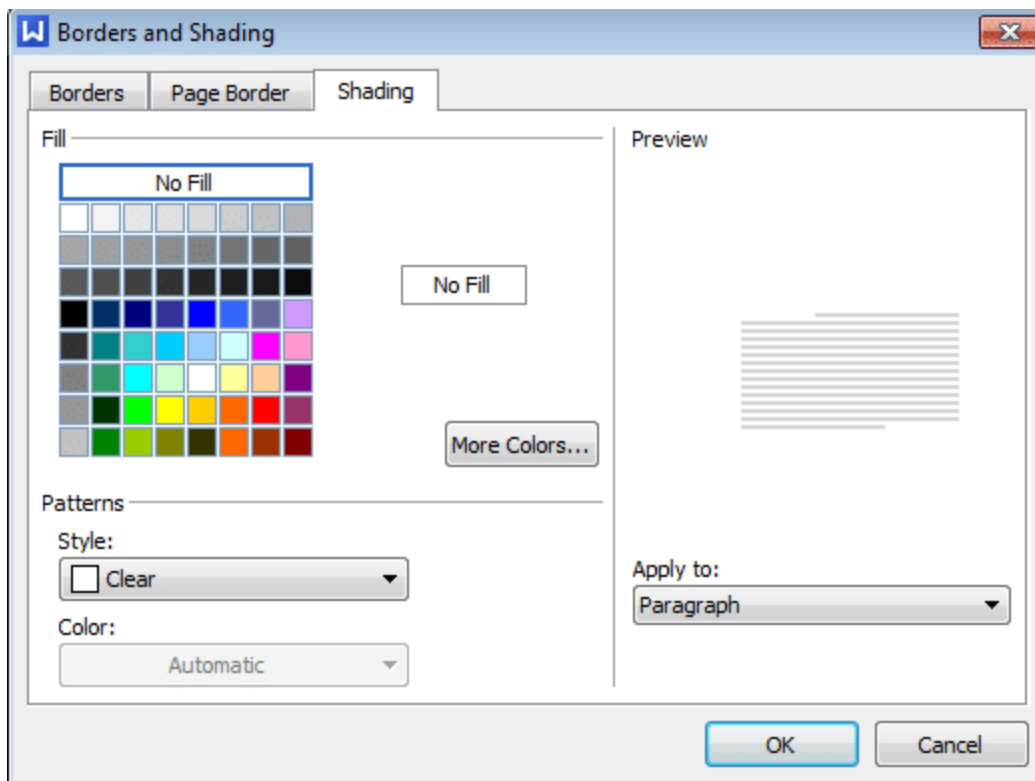 Borders and Shading
Borders
Page Border
Shading
Fill
No Fill
No Fill
More Colors...
Patterns
Style:
Clear
Color:
Automatic
Preview
Apply to:
Paragraph
OK
Cancel